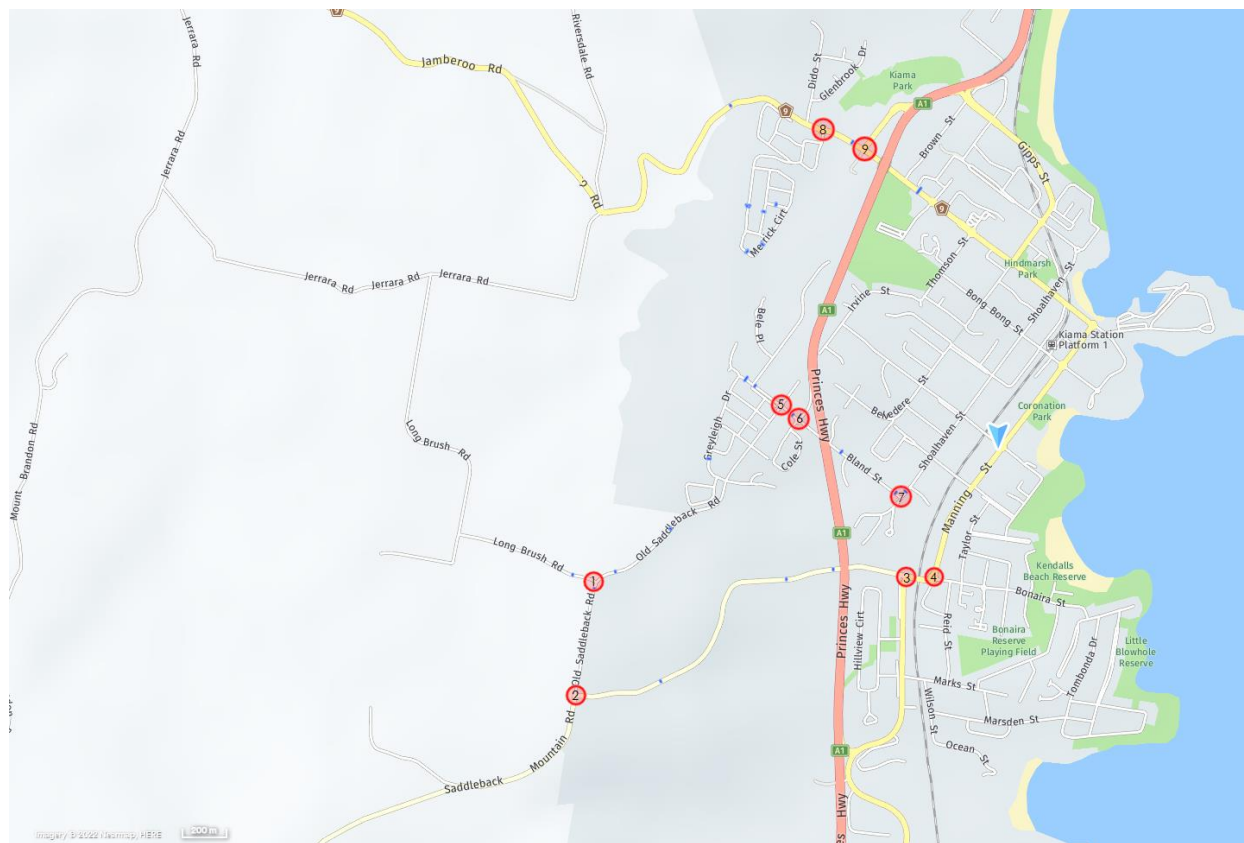 9
Jerrara Rd
Jamberoo Rd
Riversdale Rd
Dido St
Glenbrook Dr
Kiama
Park
A1
9
8
9
Brown St
Gipps St
Jerrara Rd
9
Merrick Cirt
Thomson St
Hindmarsh
Park
Shoalhaven St
Jerrara Rd
Jerrara Rd
Jerrara Rd
Irvine St
Bong Bong St
A1
Bele Pl
Kiama Station
Platform 1
Princes Hwy
5
6
Belvedere St
Coronation
Park
Greyleigh Dr
Cole St
Long Brush Rd
Mount Brandon Rd
Bland St
Shoalhaven St
7
Manning St
Old Saddleback Rd
A1
Taylor St
Long Brush Rd
1
3
4
Kendalls
Beach Reserve
Bonaira St
Old Saddleback Rd
Princes Hwy
Hillview Cirt
Reid St
Bonaira
Reserve
Playing Field
Little
Blowhole
Reserve
Tombonda Dr
2
Marks St
Wilson St
Marsden St
Saddleback Mountain Rd
A1
Ocean St
Hwy
Imagery © 2022 Nearmap, HERE
200 m